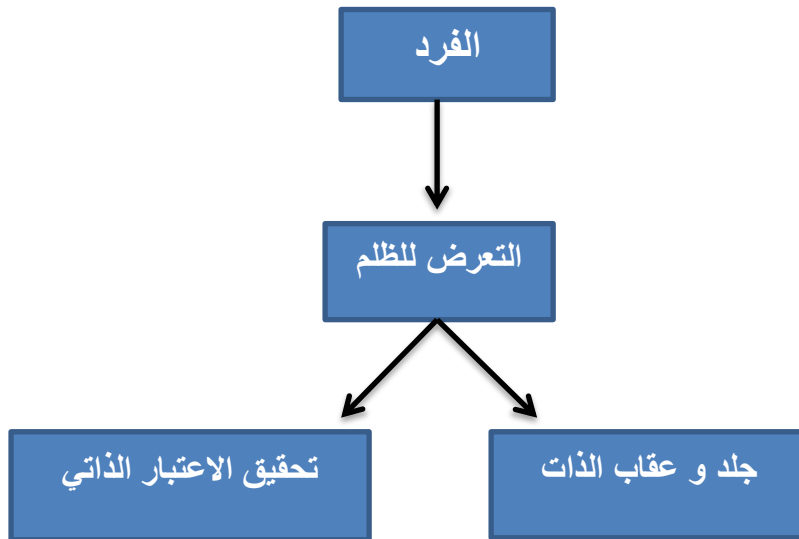 الفرد
التعرض للظلم
جلد و عقاب الذات
تحقيق الاعتبار الذاتي